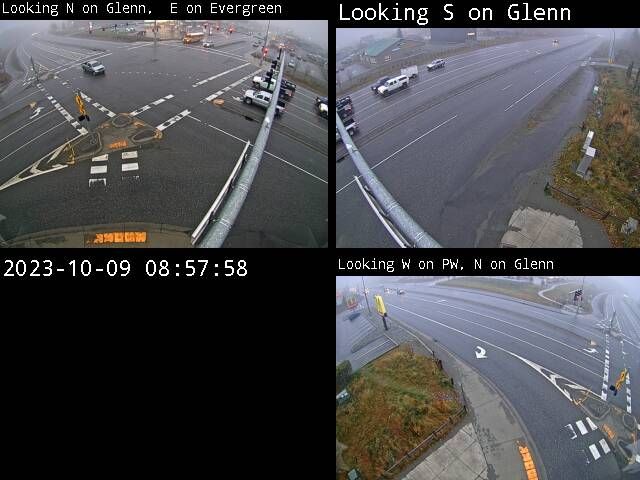 Looking N on Glenn,  E on Evergreen
Looking S on Glenn
2023-10-09 08:57:58
Looking W on PW, N on Glenn